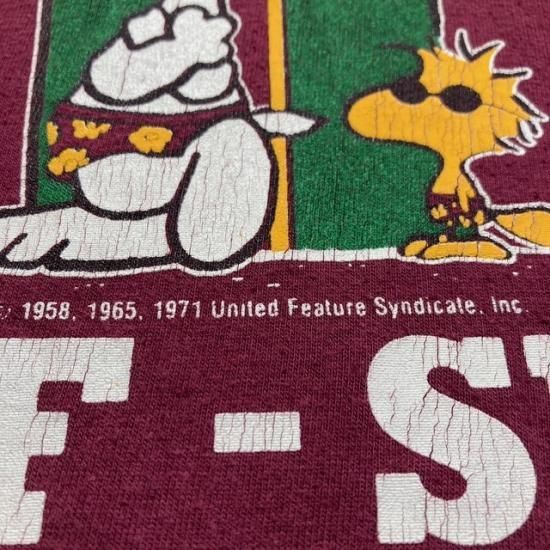 © 1958, 1965, 1971 United Feature Syndicate, Inc.
F-S